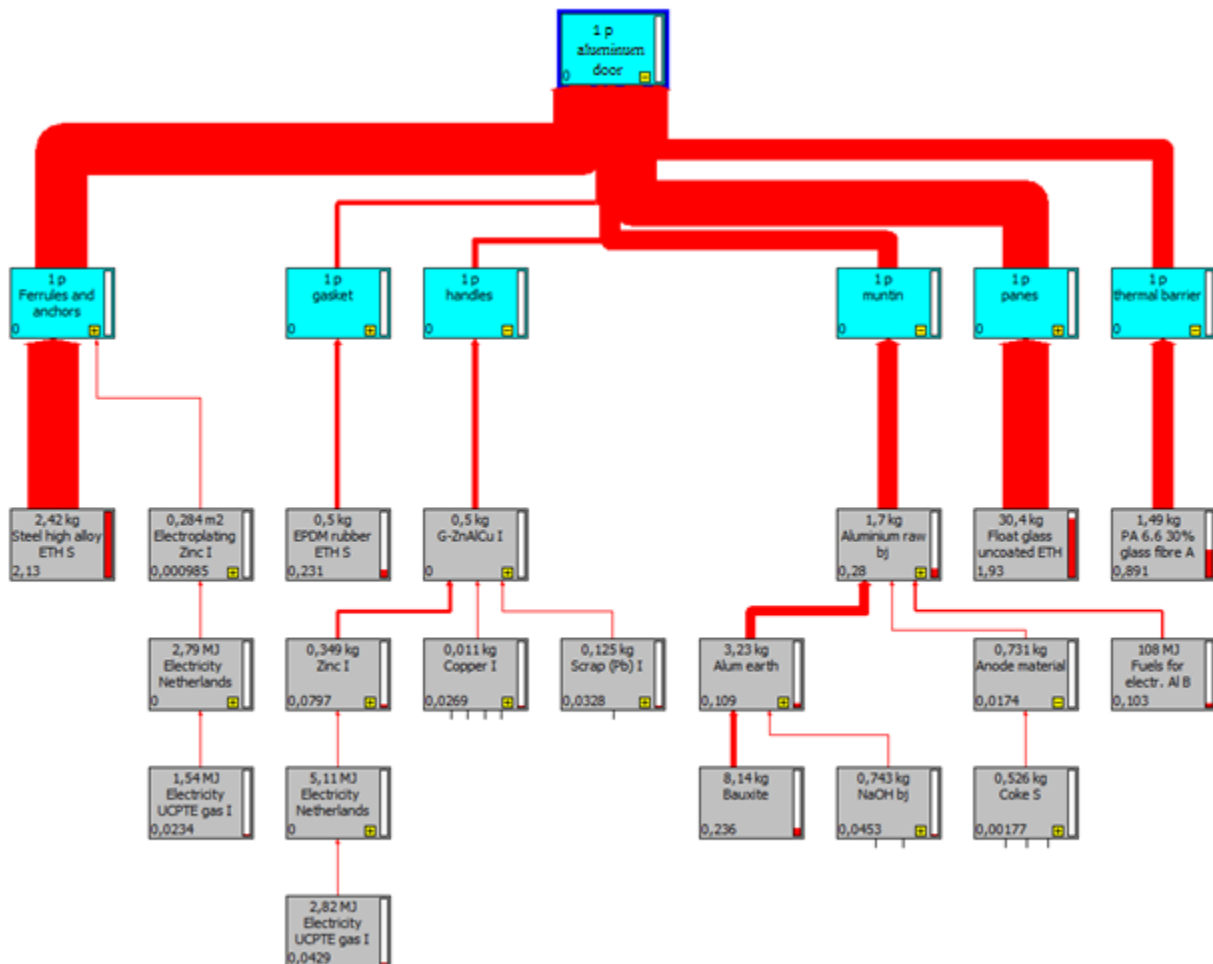 1 p
aluminum
door
0
1 p
Ferrules and
anchors
0
1 p
gasket
0
1 p
handles
0
1 p
muntin
0
1 p
panes
0
1 p
thermal barrier
0
2,42 kg
Steel high alloy
ETH S
2,13
0,284 m2
Electroplating
Zinc I
0,000985
0,5 kg
EPDM rubber
ETH S
0,231
0,5 kg
G-ZnAlCu I
0
1,7 kg
Aluminium raw
bj
0,28
30,4 kg
Float glass
uncoated ETH
1,93
1,49 kg
PA 6.6 30%
glass fibre A
0,891
2,79 MJ
Electricity
Netherlands
0
0,349 kg
Zinc I
0,0797
0,011 kg
Copper I
0,0269
0,125 kg
Scrap (Pb) I
0,0328
3,23 kg
Alum earth
0,109
0,731 kg
Anode material
0,0174
108 MJ
Fuels for
electr. Al B
0,103
1,54 MJ
Electricity
UCPTE gas I
0,0234
5,11 MJ
Electricity
Netherlands
0
8,14 kg
Bauxite
0,236
0,743 kg
NaOH bj
0,0453
0,526 kg
Coke S
0,00177
2,82 MJ
Electricity
UCPTE gas I
0,0429